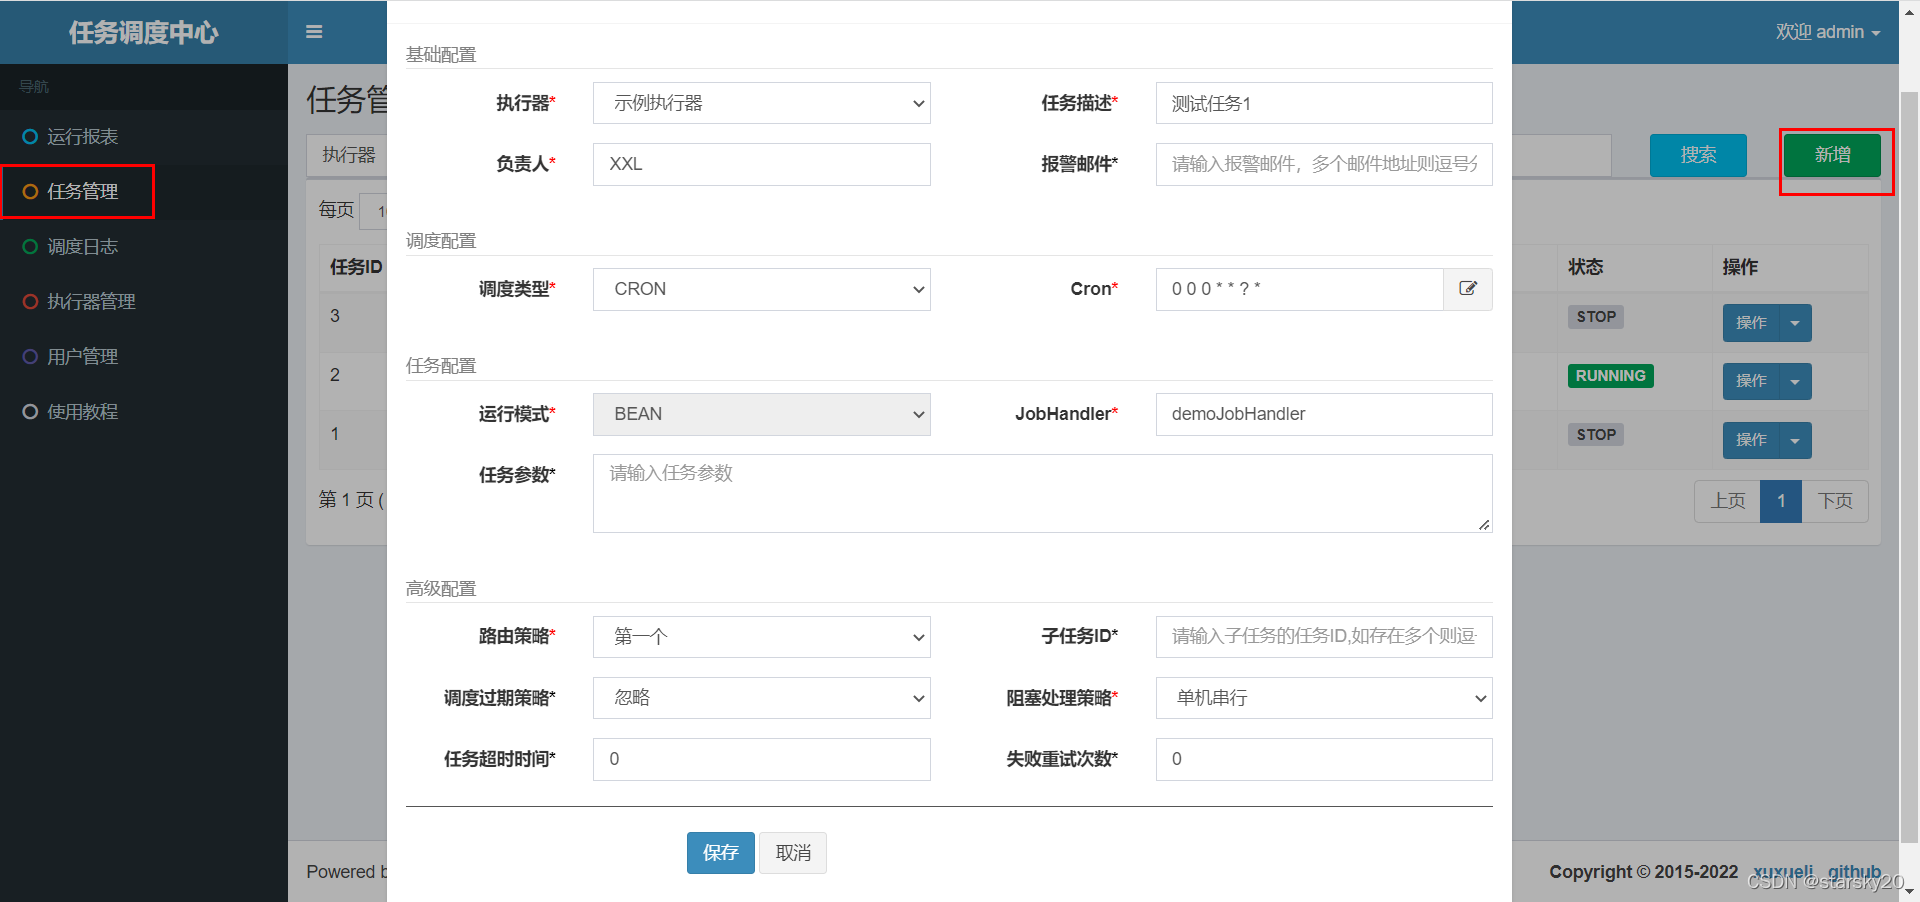 任务调度中心
欢迎 admin
导航
运行报表
任务管理
调度日志
执行器管理
用户管理
使用教程
任务管
执行器
搜索
新增
每页
任务ID
状态
操作
3
STOP
操作
2
RUNNING
操作
1
STOP
操作
第 1 页 (
上页 1 下页
基础配置
执行器* 示例执行器
任务描述* 测试任务1
负责人* XXL
报警邮件* 请输入报警邮件，多个邮件地址则逗号分
调度配置
调度类型* CRON
Cron* 0 0 0 * * ? *
任务配置
运行模式* BEAN
JobHandler* demoJobHandler
任务参数* 请输入任务参数
高级配置
路由策略* 第一个
子任务ID* 请输入子任务的任务ID,如存在多个则逗
调度过期策略* 忽略
阻塞处理策略* 单机串行
任务超时时间* 0
失败重试次数* 0
保存 取消
Powered b
Copyright © 2015-2022 xuxueli github
CSDN @starsky20